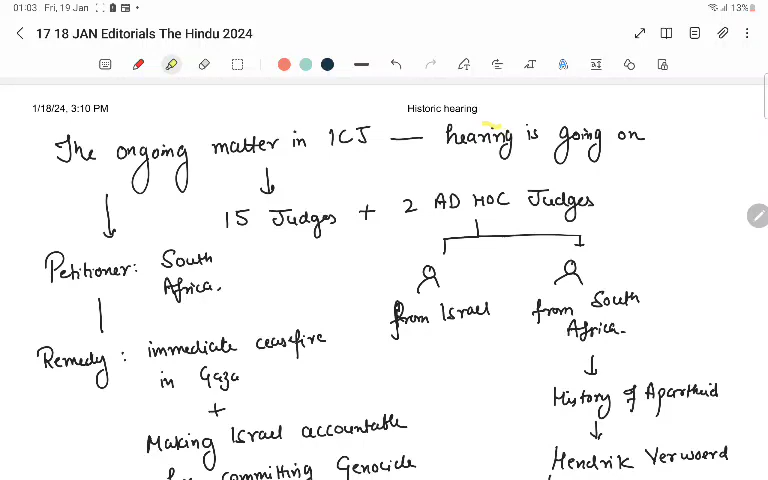 01:03 Fri, 19 Jan
13%
17 18 JAN Editorials The Hindu 2024
1/18/24, 3:10 PM
Historic hearing
The ongoing matter in ICJ — hearing is going on
15 Judges + 2 AD HOC Judges
Petitioner: South
Africa.
from Israel
from South
Africa.
Remedy: immediate ceasefire
in Gaza
+
Making Israel accountable
for committing Genocide
History of Apartheid
Hendrik Verwoerd